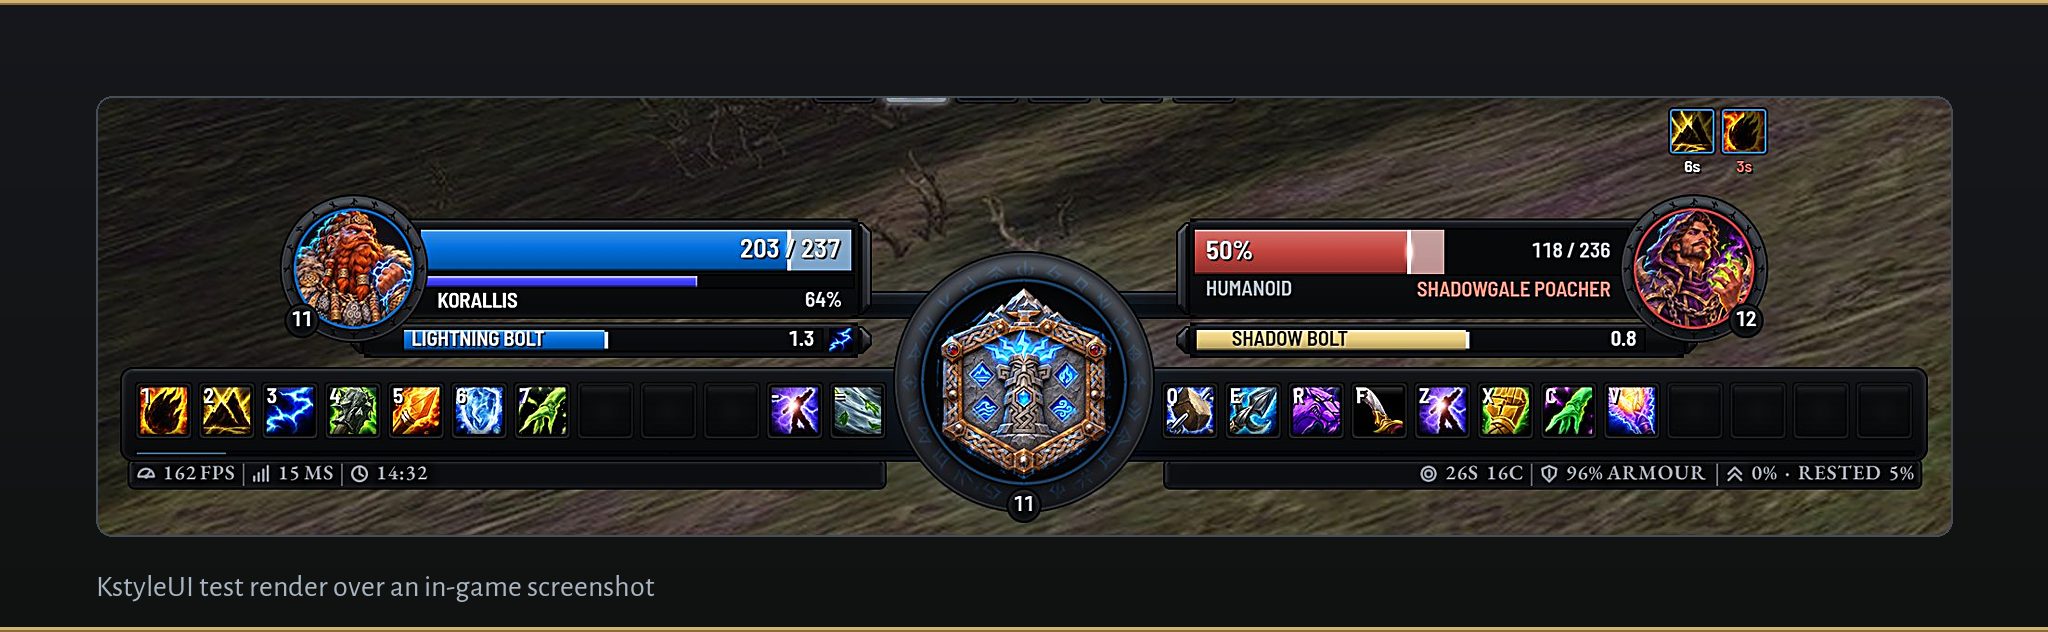 6s 3s
203 / 237
50% 118 / 236
KORALLIS 64%
HUMANOID SHADOWGALE POACHER
11
12
LIGHTNING BOLT 1.3
SHADOW BOLT 0.8
1 2 3 4 5 6 7 - =
Q E R F Z X C V
162 FPS | 15 MS | 14:32
26S 16C | 96% ARMOUR | 0% · RESTED 5%
11
KstyleUI test render over an in-game screenshot